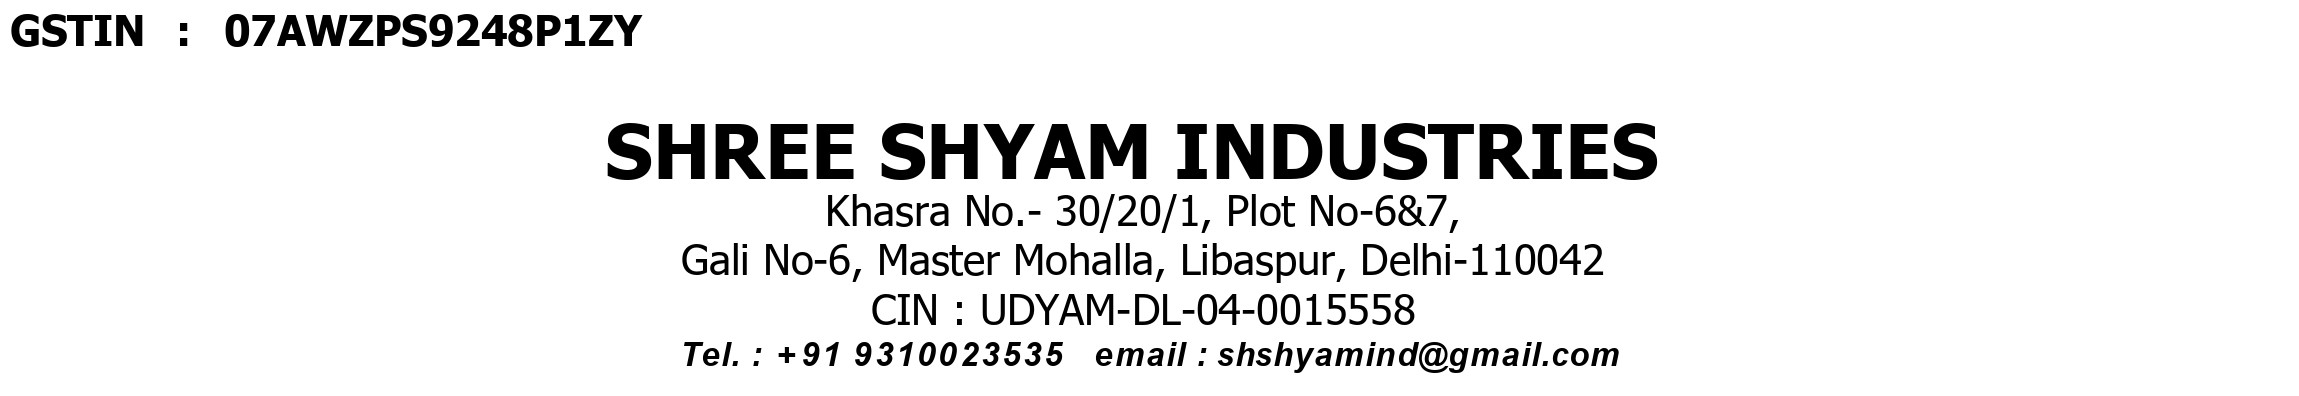 GSTIN : 07AWZPS9248P1ZY
SHREE SHYAM INDUSTRIES
Khasra No.- 30/20/1, Plot No-6&7,
Gali No-6, Master Mohalla, Libaspur, Delhi-110042
CIN : UDYAM-DL-04-0015558
Tel. : +91 9310023535 email : shshyamind@gmail.com